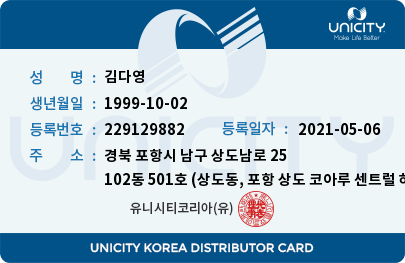 UNICITY
Make Life Better
성 명 : 김다영
생년월일 : 1999-10-02
등록번호 : 229129882 등록일자 : 2021-05-06
주 소 : 경북 포항시 남구 상도남로 25
102동 501호 (상도동, 포항 상도 코아루 센트럴
UNICITY
유니시티코리아(유)
UNICITY KOREA DISTRIBUTOR CARD